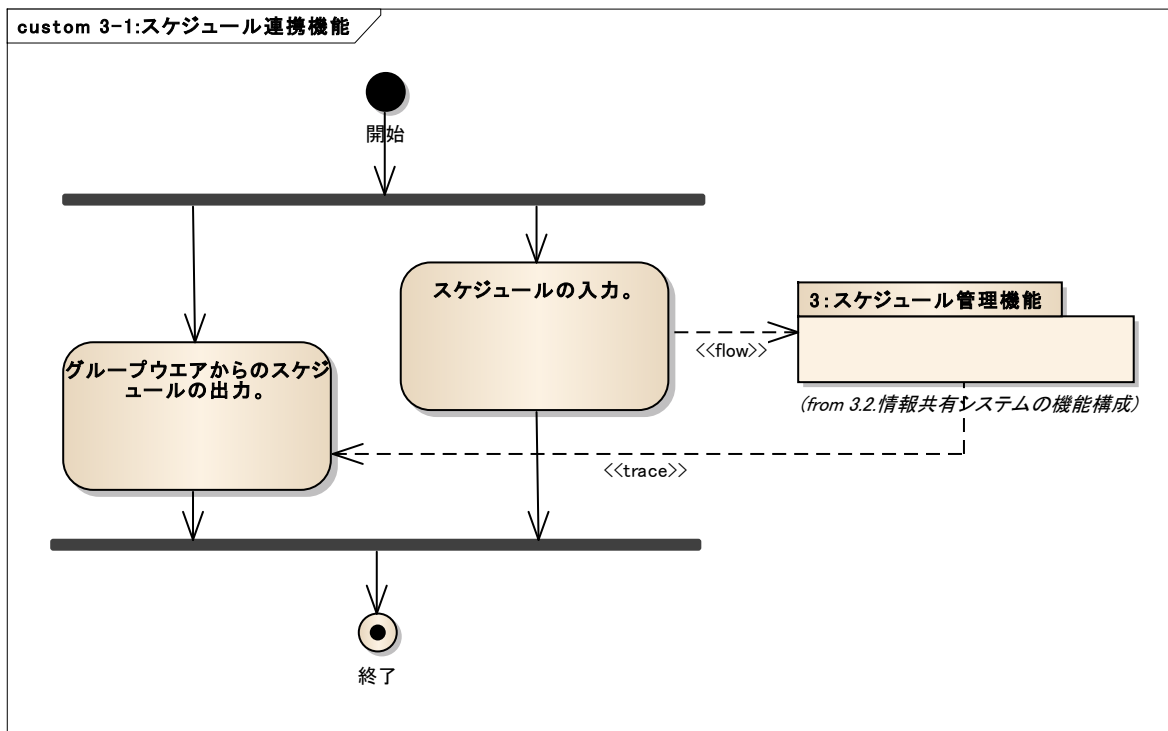 custom 3-1:スケジュール連携機能
開始
スケジュールの入力。
3:スケジュール管理機能
<<flow>>
グループウエアからのスケジ
ュールの出力。
(from 3.2.情報共有システムの機能構成)
<<trace>>
終了